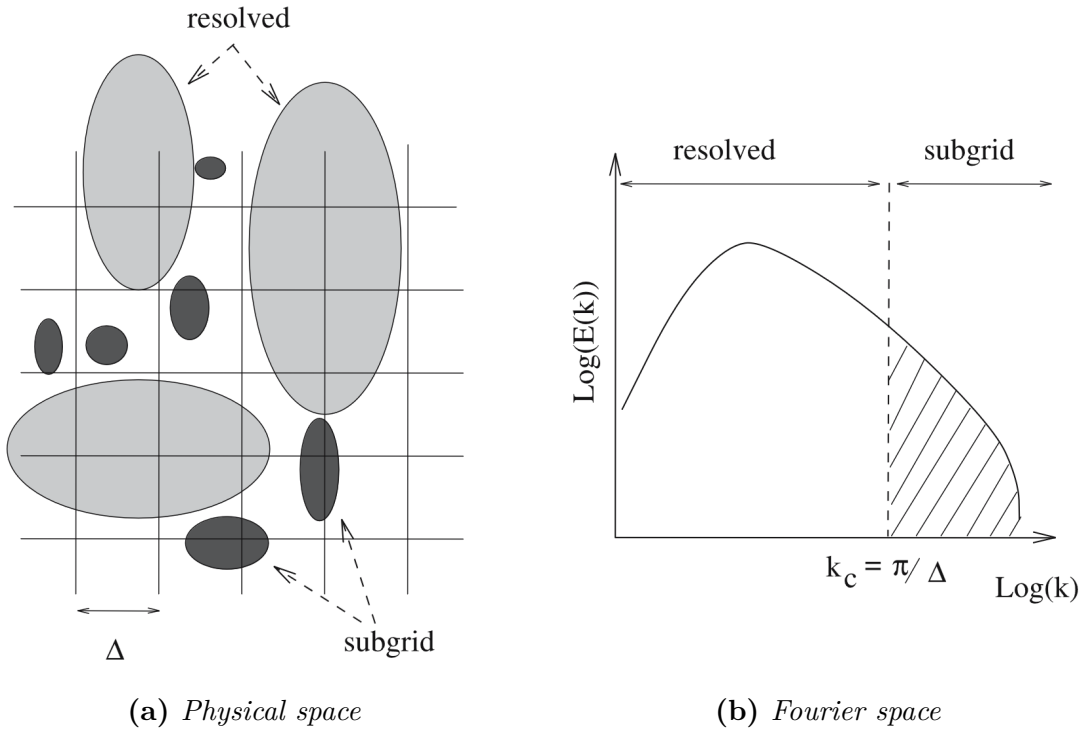 resolved
Δ
subgrid
(a) Physical space
resolved
subgrid
Log(E(k))
k_c = π/Δ
Log(k)
(b) Fourier space